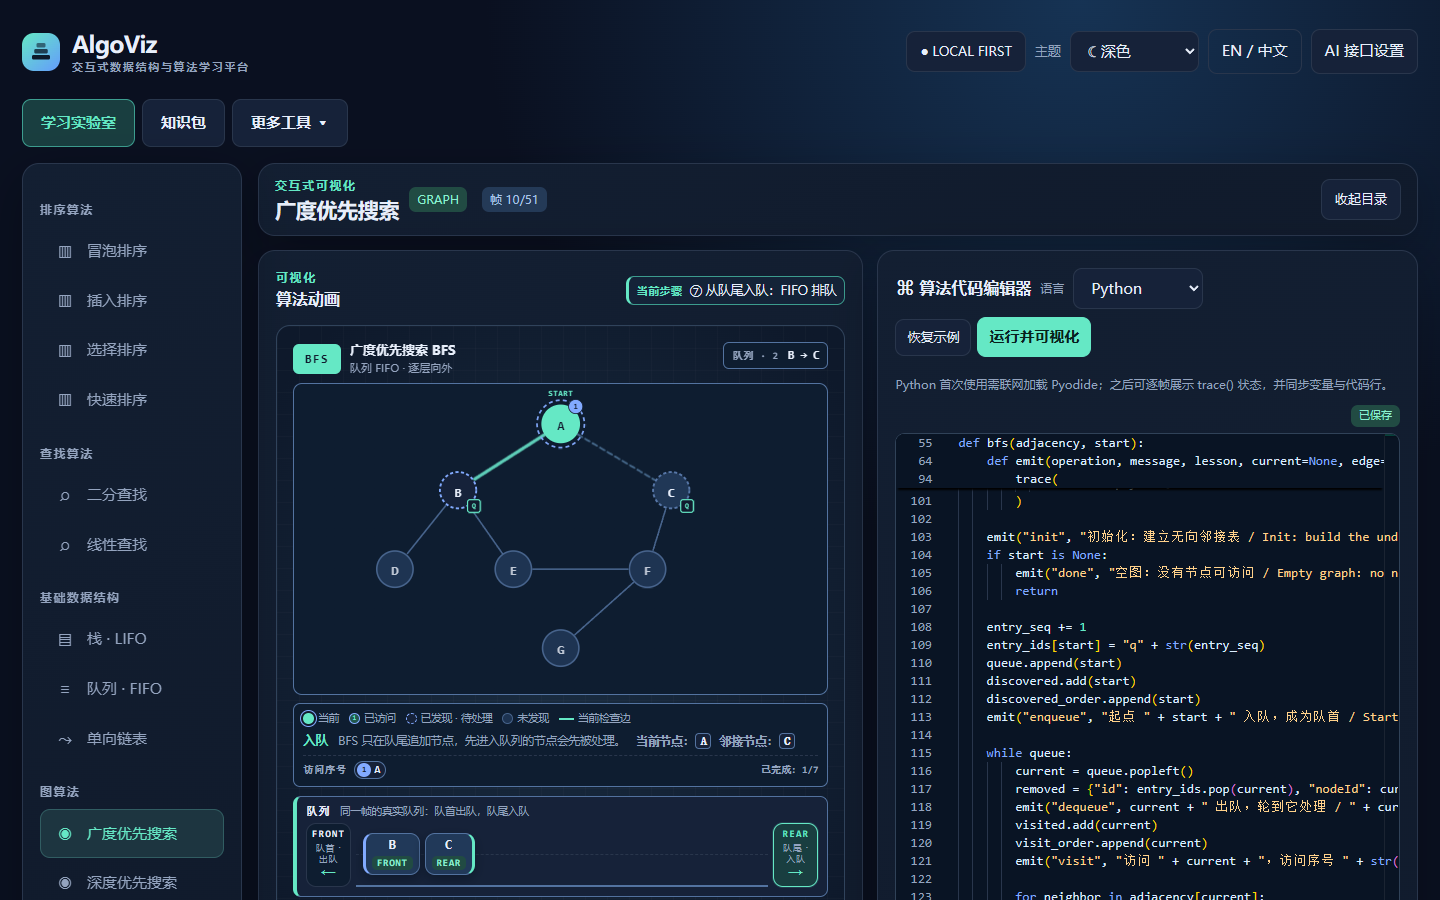 AlgoViz
交互式数据结构与算法学习平台
● LOCAL FIRST
主题
☾ 深色
EN / 中文
AI 接口设置
学习实验室
知识包
更多工具 ▾
排序算法
冒泡排序
插入排序
选择排序
快速排序
查找算法
二分查找
线性查找
基础数据结构
栈 · LIFO
队列 · FIFO
单向链表
图算法
广度优先搜索
深度优先搜索
交互式可视化
广度优先搜索
GRAPH
帧 10/51
收起目录
可视化
算法动画
当前步骤 ⑦ 从队尾入队：FIFO 排队
BFS
广度优先搜索 BFS
队列 FIFO · 逐层向外
队列 · 2 B → C
START
A
1
B
Q
C
Q
D
E
F
G
当前
1 已访问
已发现 · 待处理
未发现
当前检查边
入队 BFS 只在队尾追加节点，先进入队列的节点会先被处理。 当前节点： A 邻接节点： C
访问序号 1 A
已完成：1/7
队列 同一帧的真实队列：队首出队，队尾入队
FRONT
队首 ·
出队
←
B
FRONT
C
REAR
REAR
队尾 ·
入队
→
⌘ 算法代码编辑器
语言
Python
恢复示例
运行并可视化
Python 首次使用需联网加载 Pyodide；之后可逐帧展示 trace() 状态，并同步变量与代码行。
已保存
55 def bfs(adjacency, start):
64 def emit(operation, message, lesson, current=None, edge=
94 trace(
101 )
102
103 emit("init", "初始化：建立无向邻接表 / Init: build the und
104 if start is None:
105 emit("done", "空图：没有节点可访问 / Empty graph: no n
106 return
107
108 entry_seq += 1
109 entry_ids[start] = "q" + str(entry_seq)
110 queue.append(start)
111 discovered.add(start)
112 discovered_order.append(start)
113 emit("enqueue", "起点 " + start + " 入队，成为队首 / Start
114
115 while queue:
116 current = queue.popleft()
117 removed = {"id": entry_ids.pop(current), "nodeId": cur
118 emit("dequeue", current + " 出队，轮到它处理 / " + cur
119 visited.add(current)
120 visit_order.append(current)
121 emit("visit", "访问 " + current + "，访问序号 " + str(
122
123 for neighbor in adjacency[current]: